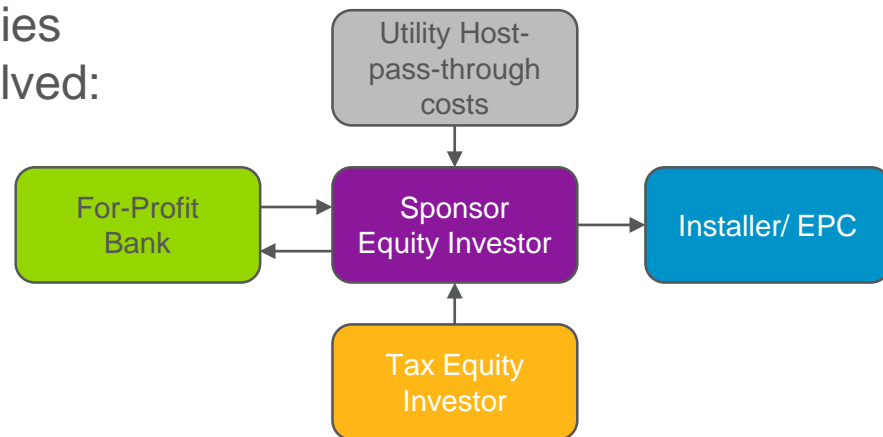 ies
lved:
Utility Host-
pass-through
costs
For-Profit
Bank
Sponsor
Equity Investor
Installer/ EPC
Tax Equity
Investor